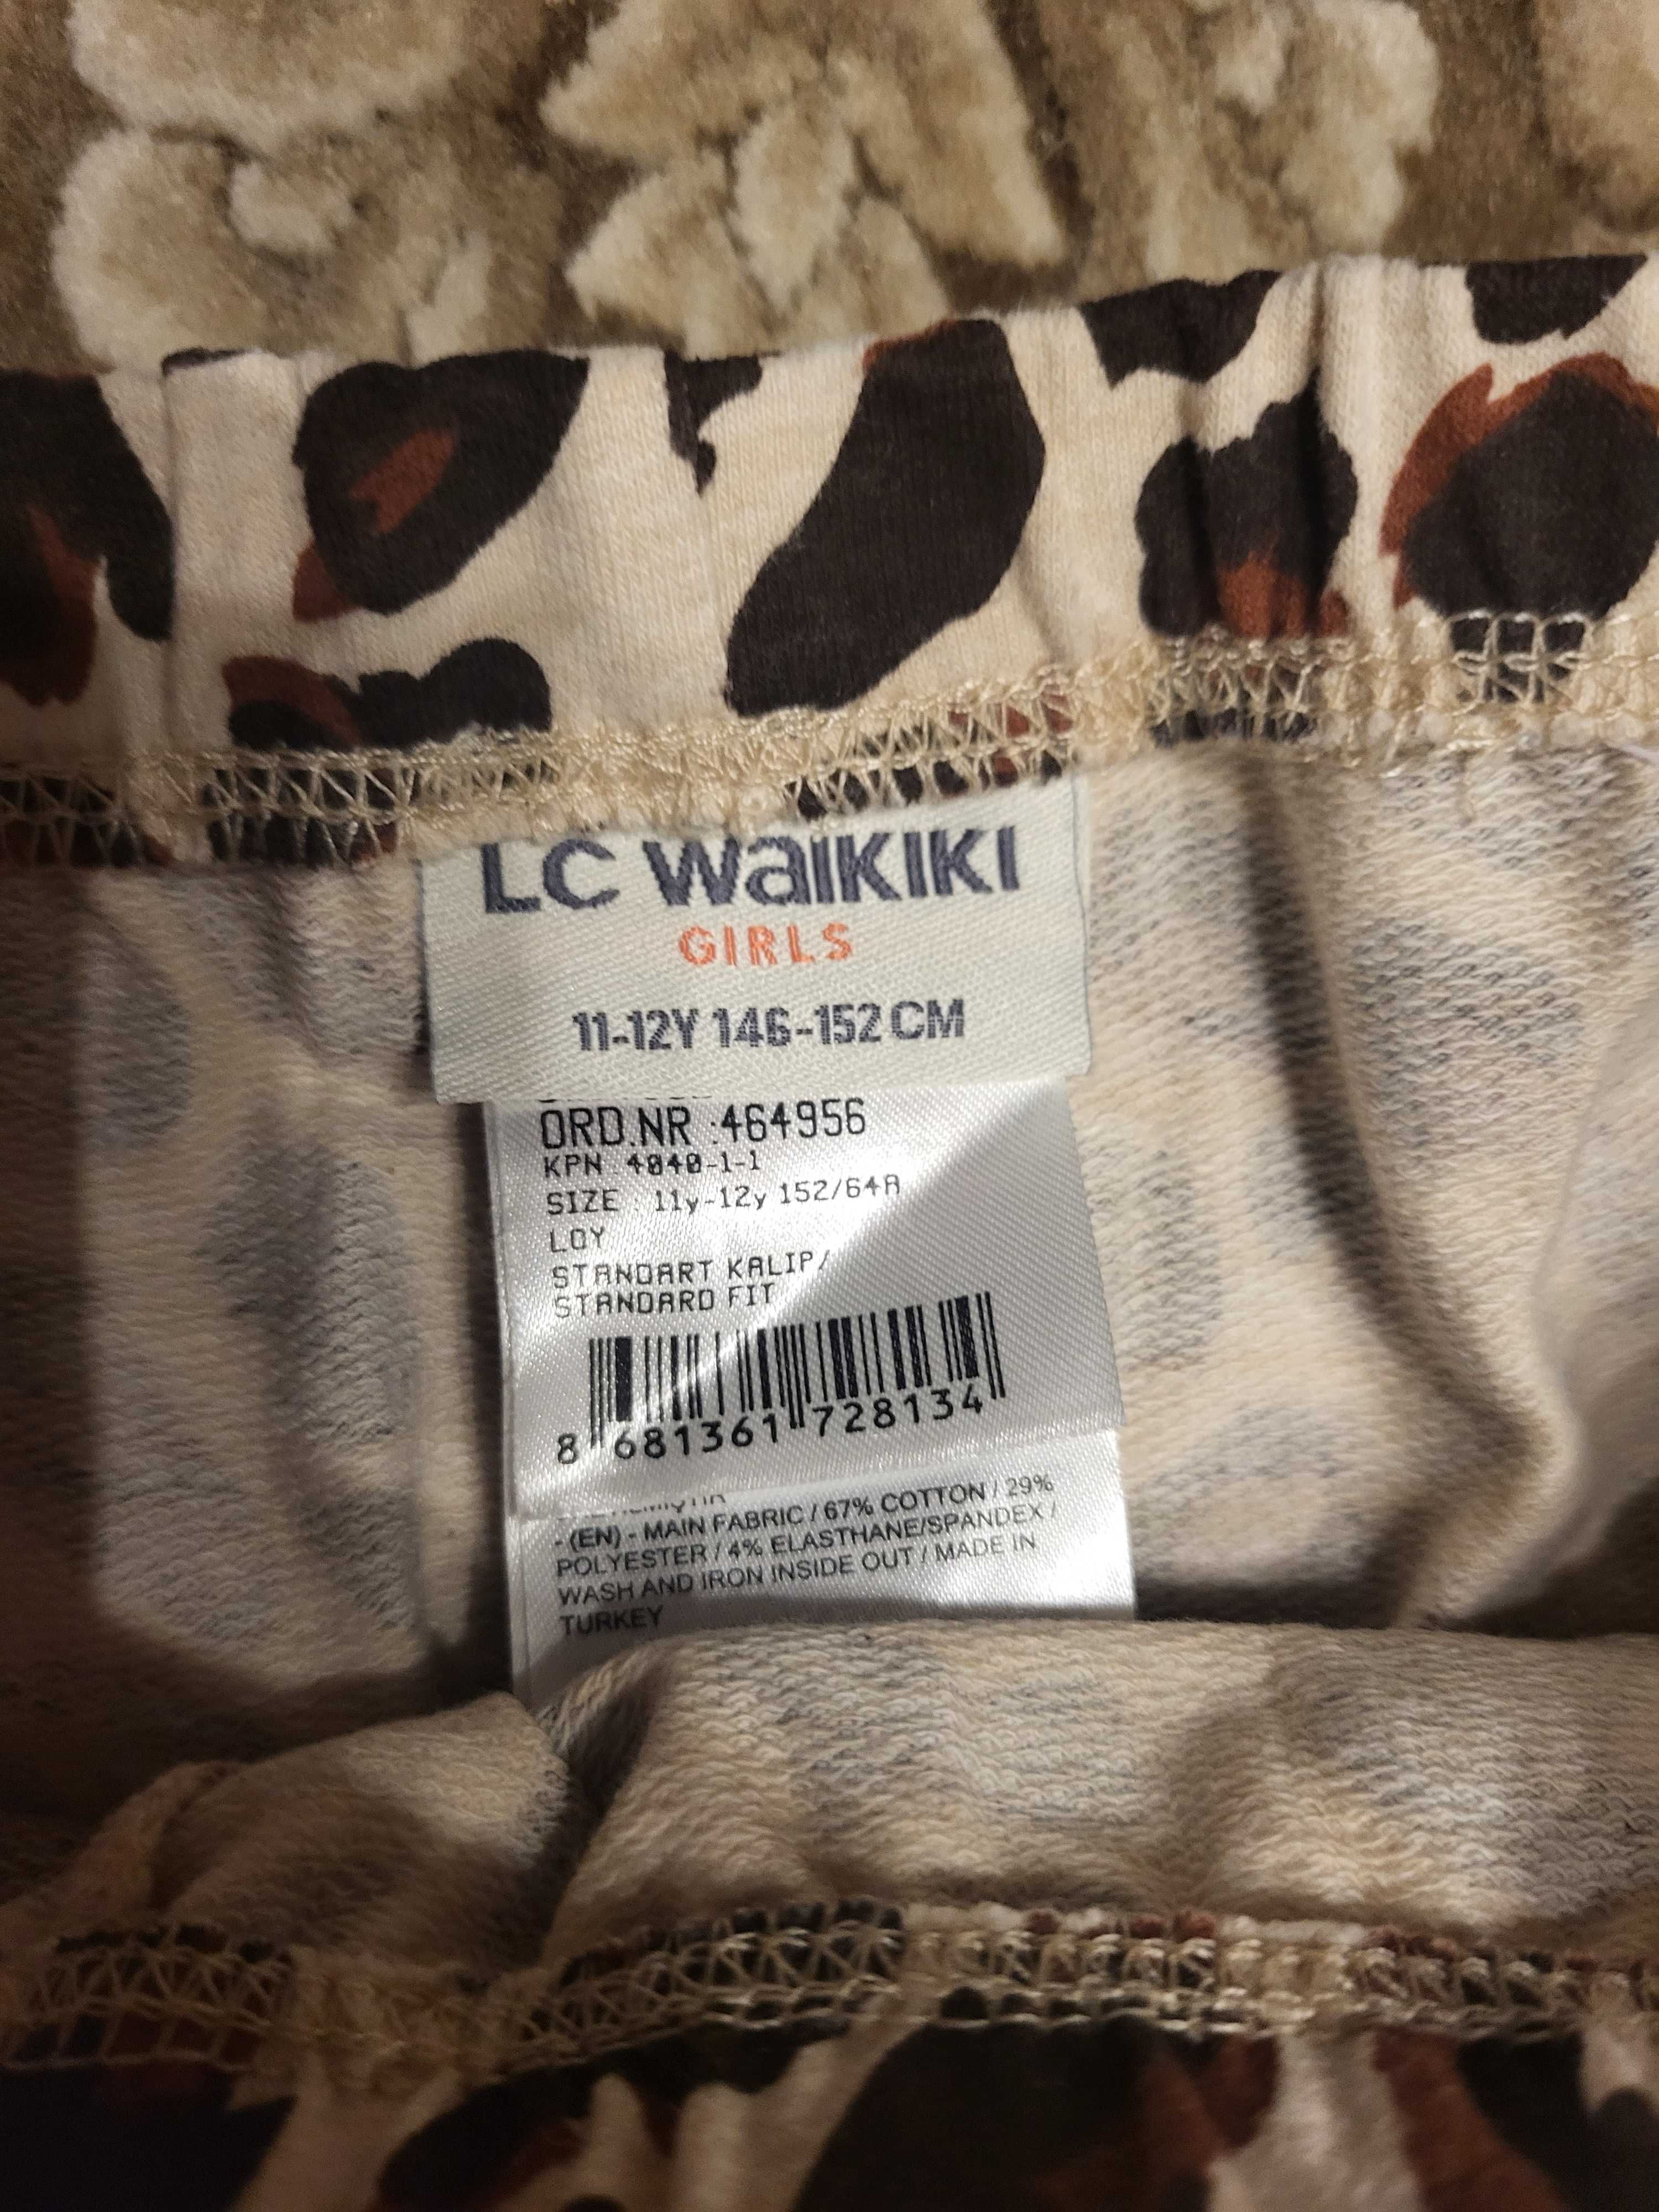 LC Waikiki
GIRLS
11-12Y 146-152 CM
ORD.NR :464956
KPN 4040-1-1
SIZE : 11y-12y 152/64A
LOY
STANDART KALIP/
STANDARD FIT
8 681361 728134
- (EN) - MAIN FABRIC / 67% COTTON / 29%
POLYESTER / 4% ELASTHANE/SPANDEX /
WASH AND IRON INSIDE OUT / MADE IN
TURKEY